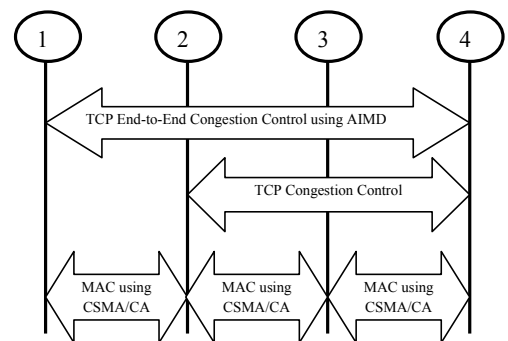 1 2 3 4
TCP End-to-End Congestion Control using AIMD
TCP Congestion Control
MAC using
CSMA/CA
MAC using
CSMA/CA
MAC using
CSMA/CA